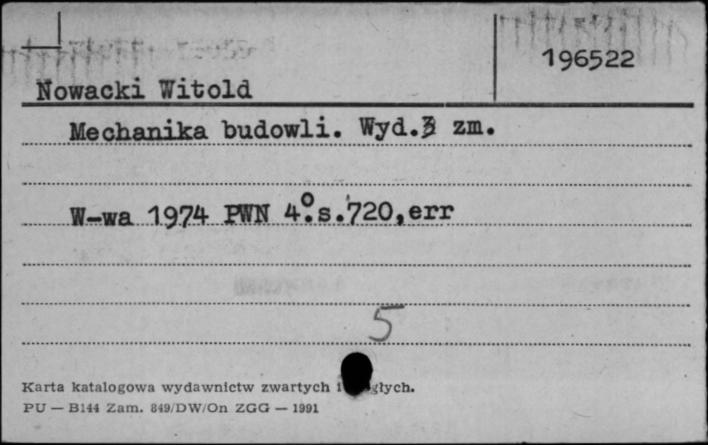 196522
Nowacki Witold
Mechanika budowli. Wyd.3 zm.
W-wa 1974 PWN 4°.s.720,err
5
Karta katalogowa wydawnictw zwartych i
PU — B144 Zam. 849/DW/On ZGG — 1991